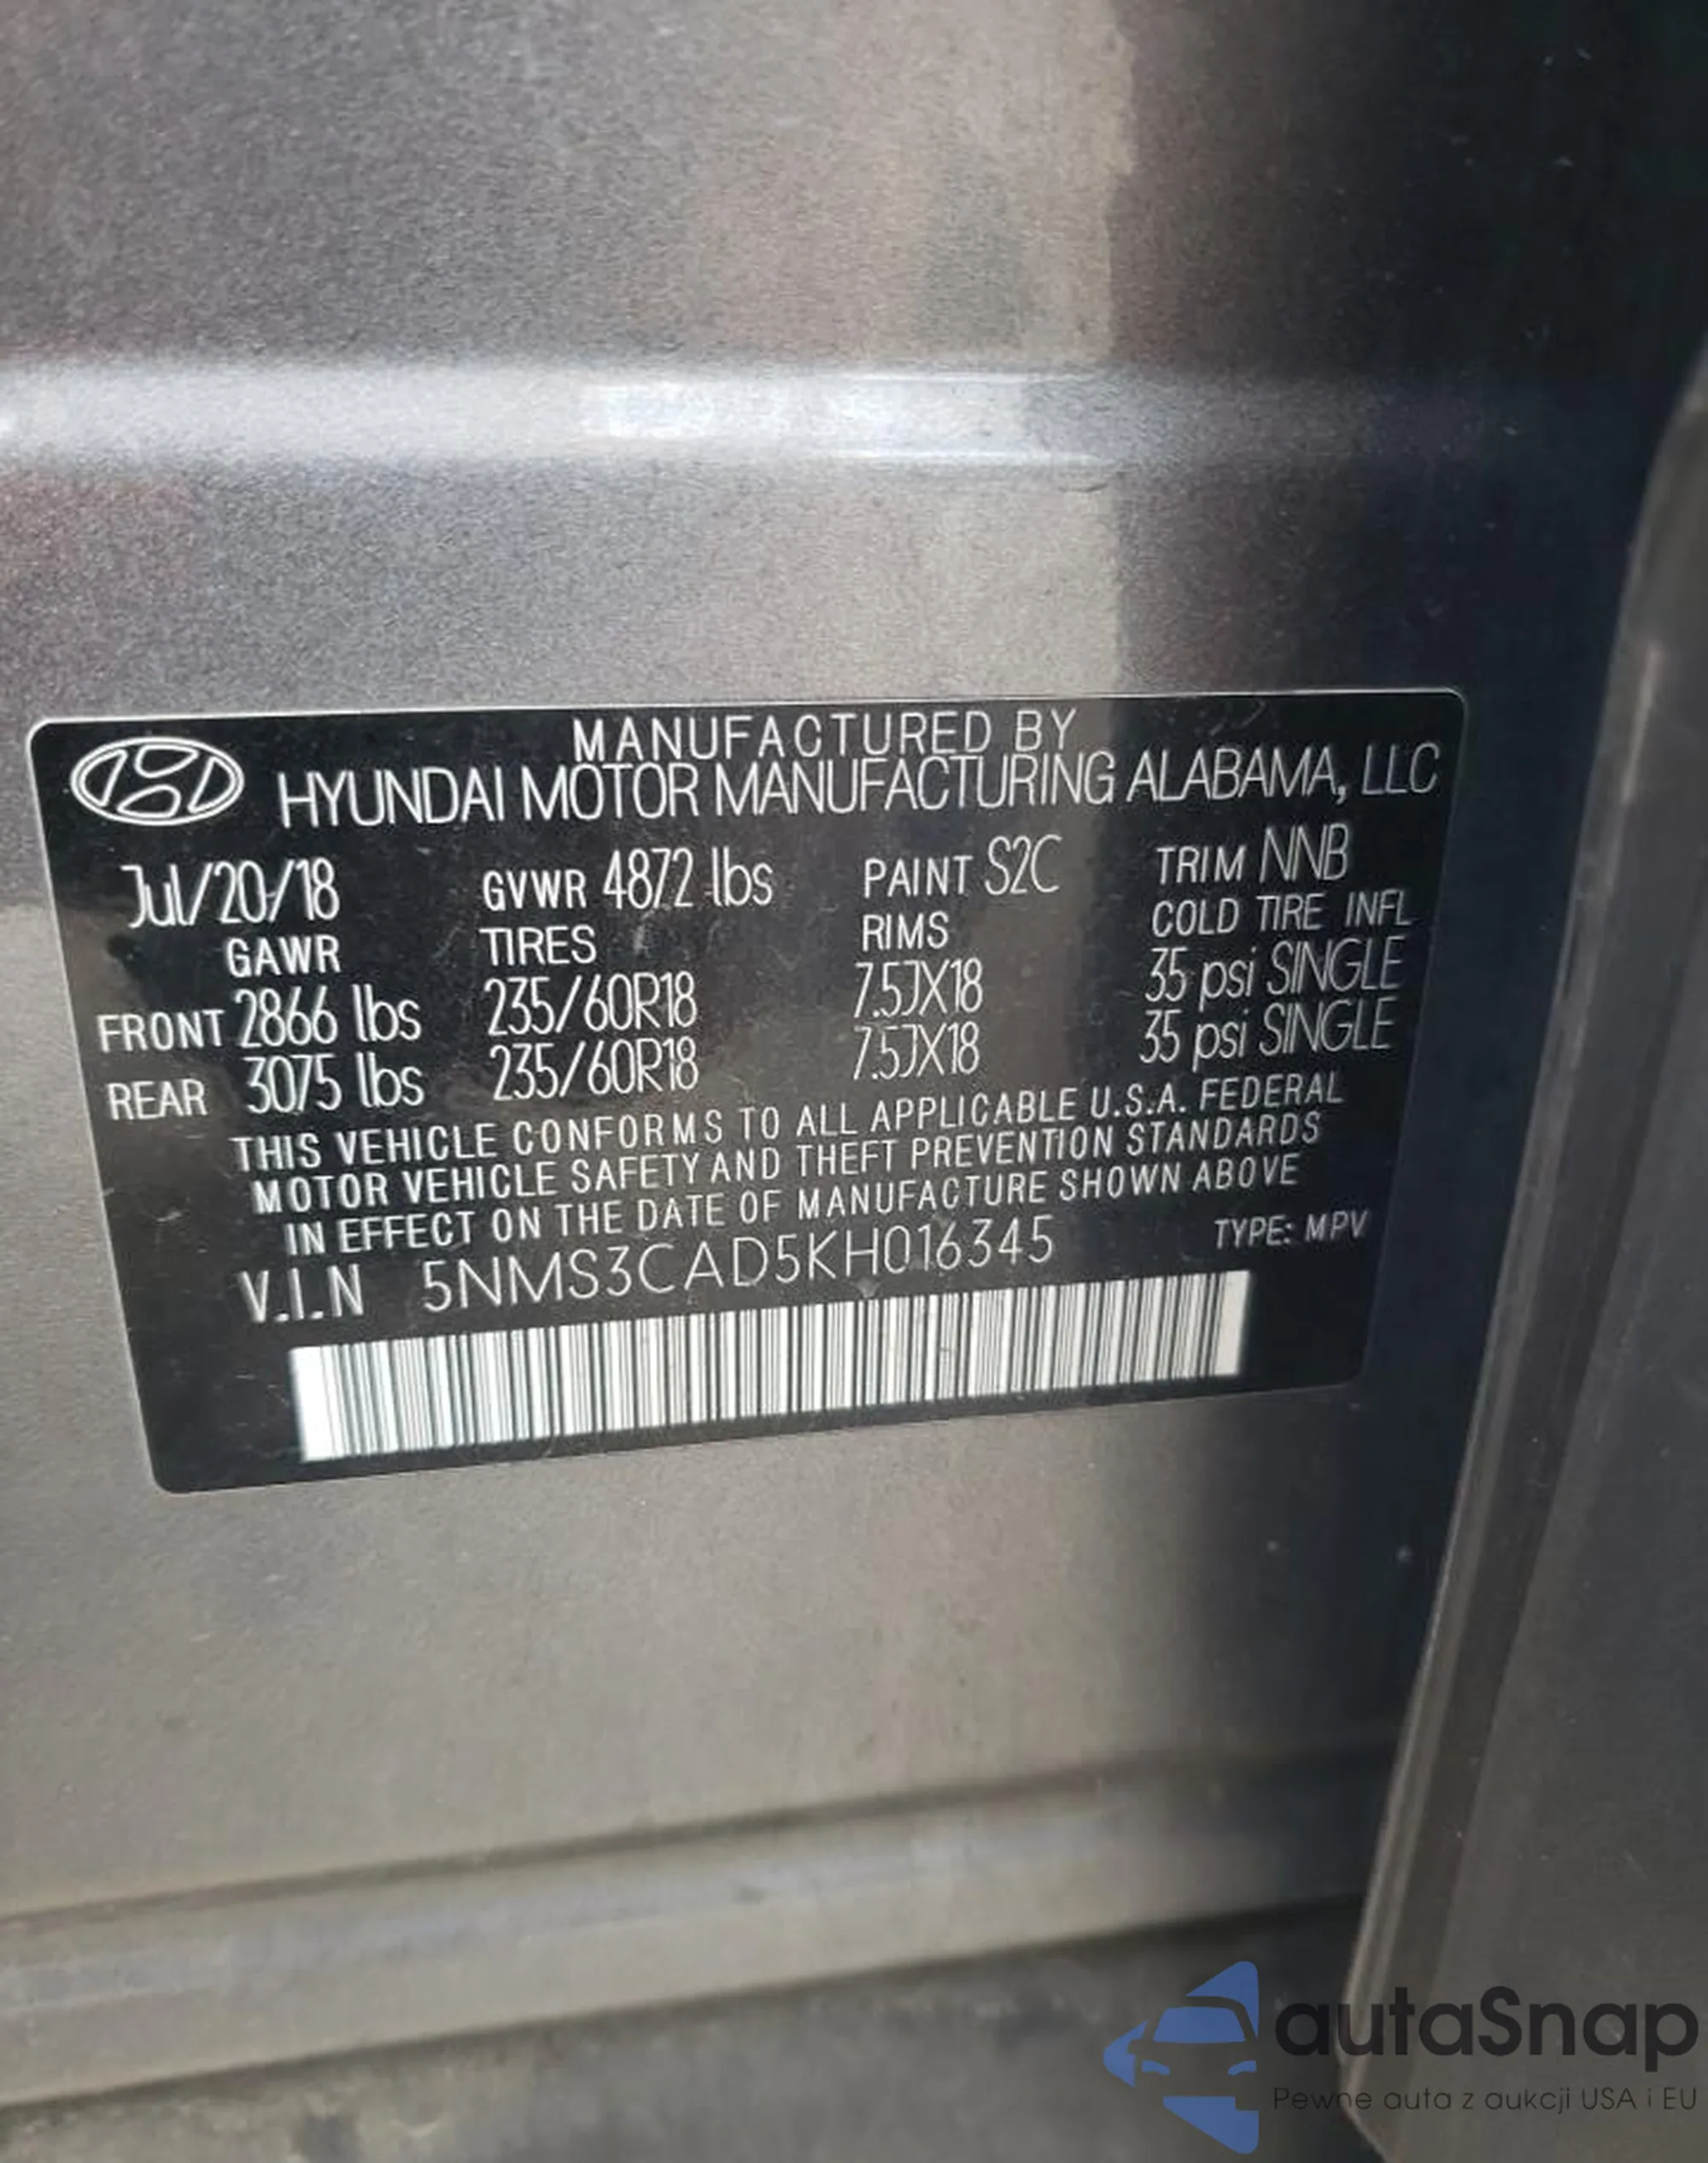 MANUFACTURED BY
HYUNDAI MOTOR MANUFACTURING ALABAMA, LLC
Jul/20/18 GVWR 4872 lbs PAINT S2C TRIM NNB
GAWR TIRES RIMS COLD TIRE INFL
FRONT 2866 lbs 235/60R18 7.5JX18 35 psi SINGLE
REAR 3075 lbs 235/60R18 7.5JX18 35 psi SINGLE
THIS VEHICLE CONFORMS TO ALL APPLICABLE U.S.A. FEDERAL
MOTOR VEHICLE SAFETY AND THEFT PREVENTION STANDARDS
IN EFFECT ON THE DATE OF MANUFACTURE SHOWN ABOVE
V.I.N 5NMS3CAD5KH016345 TYPE: MPV
autaSnap
Pewne auta z aukcji USA i EU